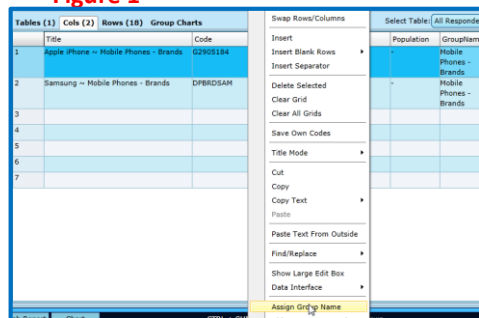 Figure 1
Tables (1) Cols (2) Rows (18) Group Charts
Select Table: All Responde
Title Code Population GroupNam
1 Apple iPhone ~ Mobile Phones - Brands G2905184 - Mobile Phones - Brands
2 Samsung ~ Mobile Phones - Brands DPBRDSAM - Mobile Phones - Brands
3
4
5
6
7
Swap Rows/Columns
Insert
Insert Blank Rows
Insert Separator
Delete Selected
Clear Grid
Clear All Grids
Save Own Codes
Title Mode
Cut
Copy
Copy Text
Paste
Paste Text From Outside
Find/Replace
Show Large Edit Box
Data Interface
Assign Group Name